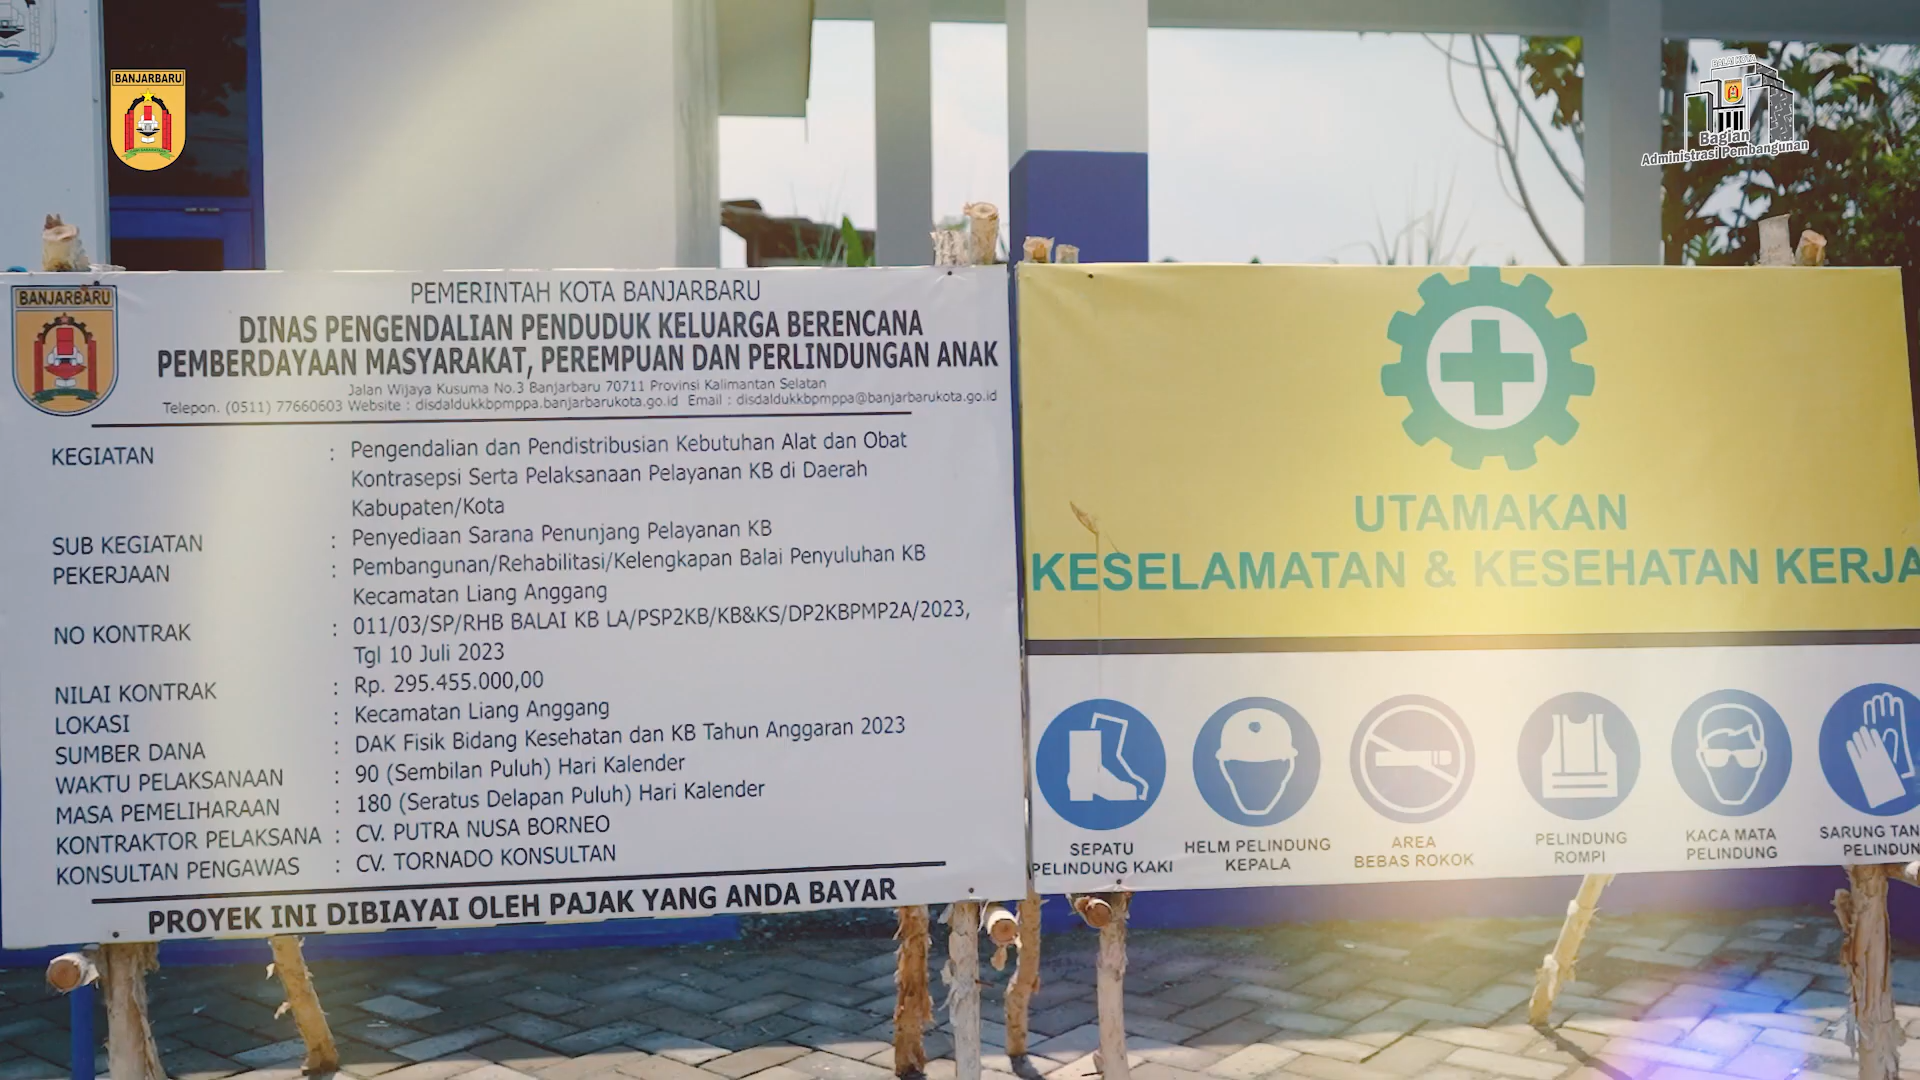 BANJARBARU
BALAI KOTA
Bagian
Administrasi Pembangunan
BANJARBARU
PEMERINTAH KOTA BANJARBARU
DINAS PENGENDALIAN PENDUDUK KELUARGA BERENCANA
PEMBERDAYAAN MASYARAKAT, PEREMPUAN DAN PERLINDUNGAN ANAK
Jalan Wijaya Kusuma No.3 Banjarbaru 70711 Provinsi Kalimantan Selatan
Telepon. (0511) 77660603 Website : disdaldukkbpmppa.banjarbarukota.go.id Email : disdaldukkbpmppa@banjarbarukota.go.id
KEGIATAN : Pengendalian dan Pendistribusian Kebutuhan Alat dan Obat
Kontrasepsi Serta Pelaksanaan Pelayanan KB di Daerah
Kabupaten/Kota
SUB KEGIATAN : Penyediaan Sarana Penunjang Pelayanan KB
PEKERJAAN : Pembangunan/Rehabilitasi/Kelengkapan Balai Penyuluhan KB
Kecamatan Liang Anggang
NO KONTRAK : 011/03/SP/RHB BALAI KB LA/PSP2KB/KB&KS/DP2KBPMP2A/2023,
Tgl 10 Juli 2023
NILAI KONTRAK : Rp. 295.455.000,00
LOKASI : Kecamatan Liang Anggang
SUMBER DANA : DAK Fisik Bidang Kesehatan dan KB Tahun Anggaran 2023
WAKTU PELAKSANAAN : 90 (Sembilan Puluh) Hari Kalender
MASA PEMELIHARAAN : 180 (Seratus Delapan Puluh) Hari Kalender
KONTRAKTOR PELAKSANA : CV. PUTRA NUSA BORNEO
KONSULTAN PENGAWAS : CV. TORNADO KONSULTAN
PROYEK INI DIBIAYAI OLEH PAJAK YANG ANDA BAYAR
UTAMAKAN
KESELAMATAN & KESEHATAN KERJA
SEPATU
PELINDUNG KAKI
HELM PELINDUNG
KEPALA
AREA
BEBAS ROKOK
PELINDUNG
ROMPI
KACA MATA
PELINDUNG
SARUNG TAN
PELINDUN